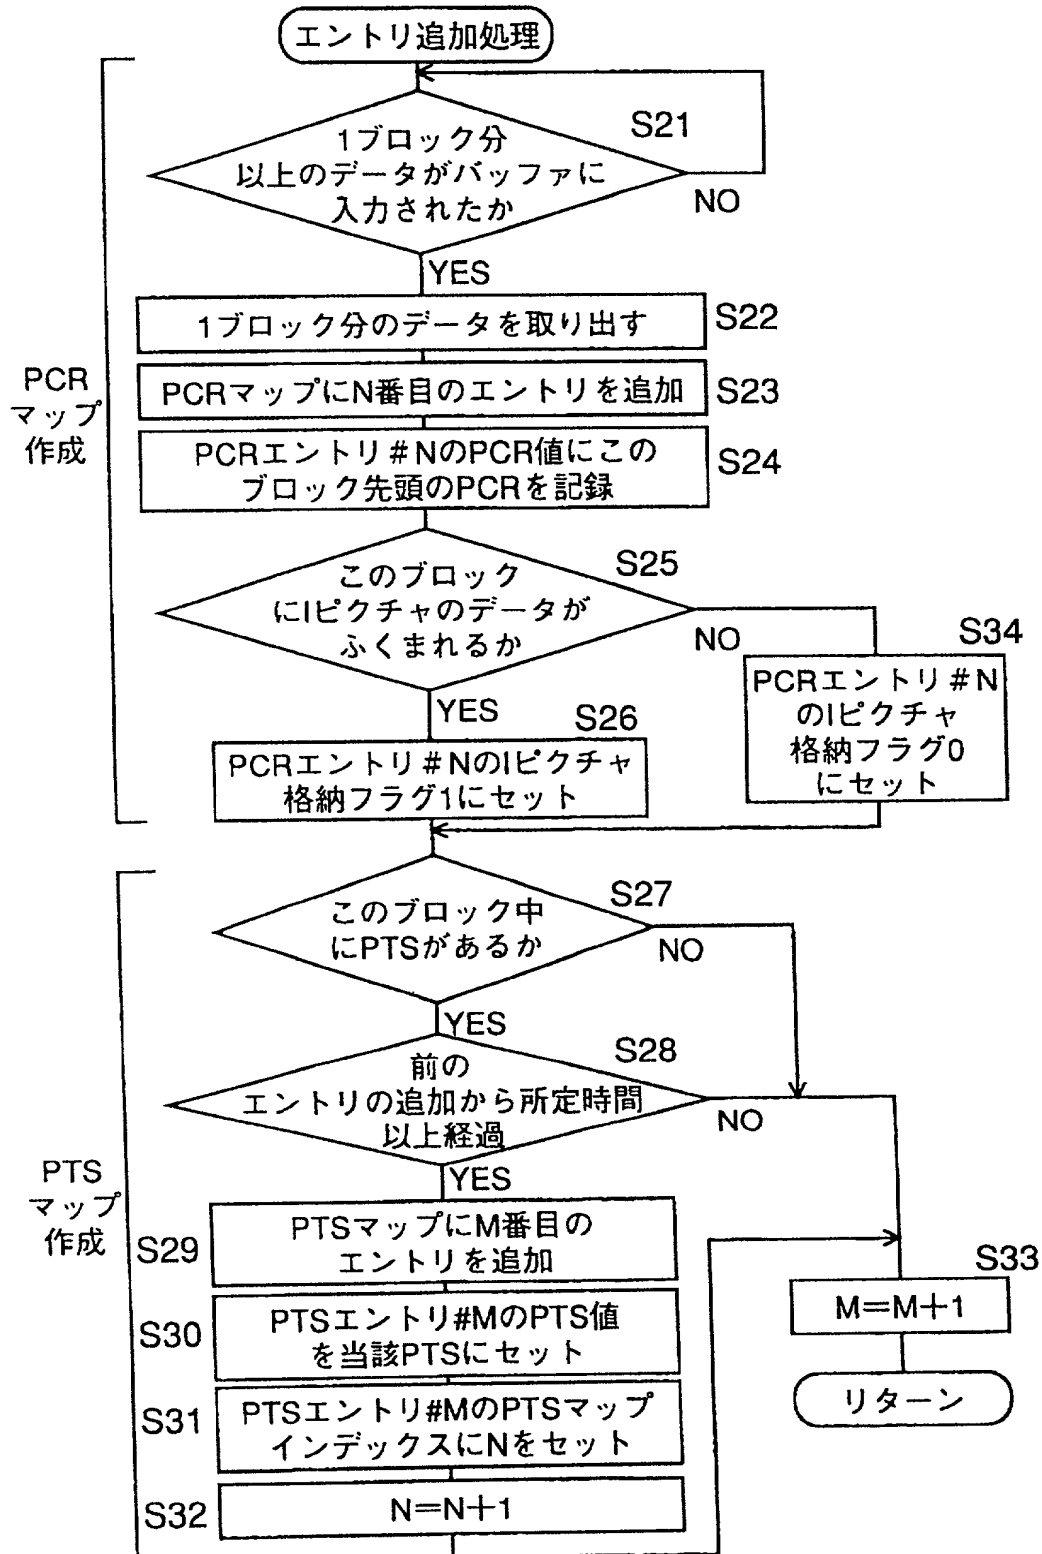 エントリ追加処理
1ブロック分
以上のデータがバッファに
入力されたか
S21
NO
YES
1ブロック分のデータを取り出す
S22
PCRマップにN番目のエントリを追加
S23
PCRエントリ#NのPCR値にこの
ブロック先頭のPCRを記録
S24
PCR
マップ
作成
このブロック
にIピクチャのデータが
ふくまれるか
S25
NO
YES
S34
PCRエントリ#N
のIピクチャ
格納フラグ0
にセット
S26
PCRエントリ#NのIピクチャ
格納フラグ1にセット
このブロック中
にPTSがあるか
S27
NO
YES
前の
エントリの追加から所定時間
以上経過
S28
NO
YES
PTS
マップ
作成
S29
PTSマップにM番目の
エントリを追加
S30
PTSエントリ#MのPTS値
を当該PTSにセット
S31
PTSエントリ#MのPTSマップ
インデックスにNをセット
S32
N=N+1
S33
M=M+1
リターン